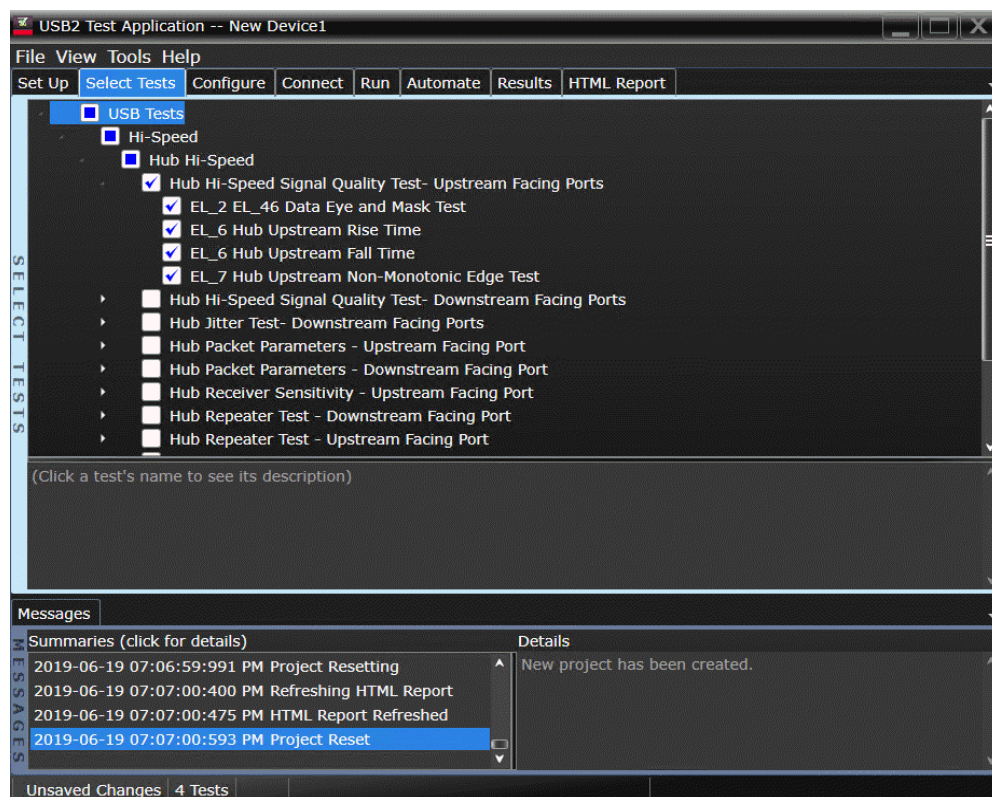 USB2 Test Application -- New Device1
File View Tools Help
Set Up Select Tests Configure Connect Run Automate Results HTML Report
SELECT TESTS
USB Tests
Hi-Speed
Hub Hi-Speed
Hub Hi-Speed Signal Quality Test- Upstream Facing Ports
EL_2 EL_46 Data Eye and Mask Test
EL_6 Hub Upstream Rise Time
EL_6 Hub Upstream Fall Time
EL_7 Hub Upstream Non-Monotonic Edge Test
Hub Hi-Speed Signal Quality Test- Downstream Facing Ports
Hub Jitter Test- Downstream Facing Ports
Hub Packet Parameters - Upstream Facing Port
Hub Packet Parameters - Downstream Facing Port
Hub Receiver Sensitivity - Upstream Facing Port
Hub Repeater Test - Downstream Facing Port
Hub Repeater Test - Upstream Facing Port
(Click a test's name to see its description)
Messages
MESSAGES
Summaries (click for details)
2019-06-19 07:06:59:991 PM Project Resetting
2019-06-19 07:07:00:400 PM Refreshing HTML Report
2019-06-19 07:07:00:475 PM HTML Report Refreshed
2019-06-19 07:07:00:593 PM Project Reset
Details
New project has been created.
Unsaved Changes 4 Tests